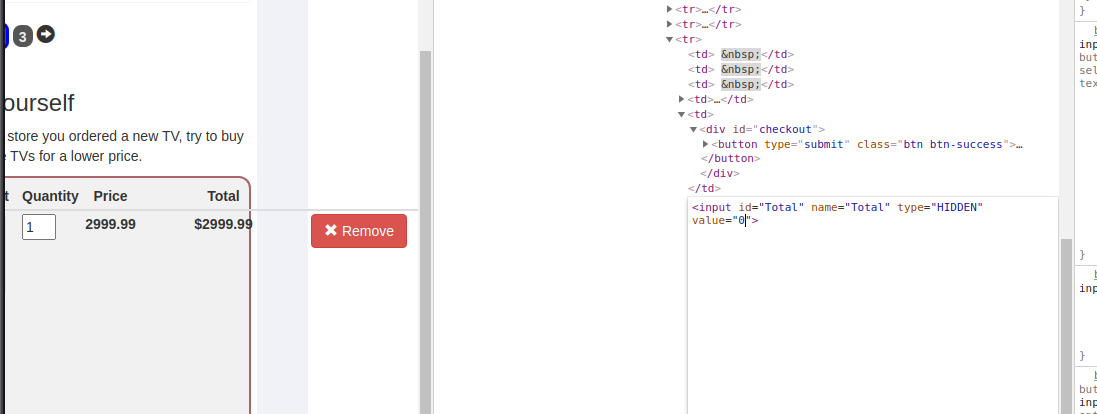 3
ourself
store you ordered a new TV, try to buy
TVs for a lower price.
t Quantity Price Total
1 2999.99 $2999.99
Remove
<tr>…</tr>
<tr>…</tr>
<tr>
<td> &nbsp;</td>
<td> &nbsp;</td>
<td> &nbsp;</td>
<td>…</td>
<td>
<div id="checkout">
<button type="submit" class="btn btn-success">…
</button>
</div>
</td>
<input id="Total" name="Total" type="HIDDEN"
value="0">
}
inp
but
sel
tex
}
inp
}
but
inp